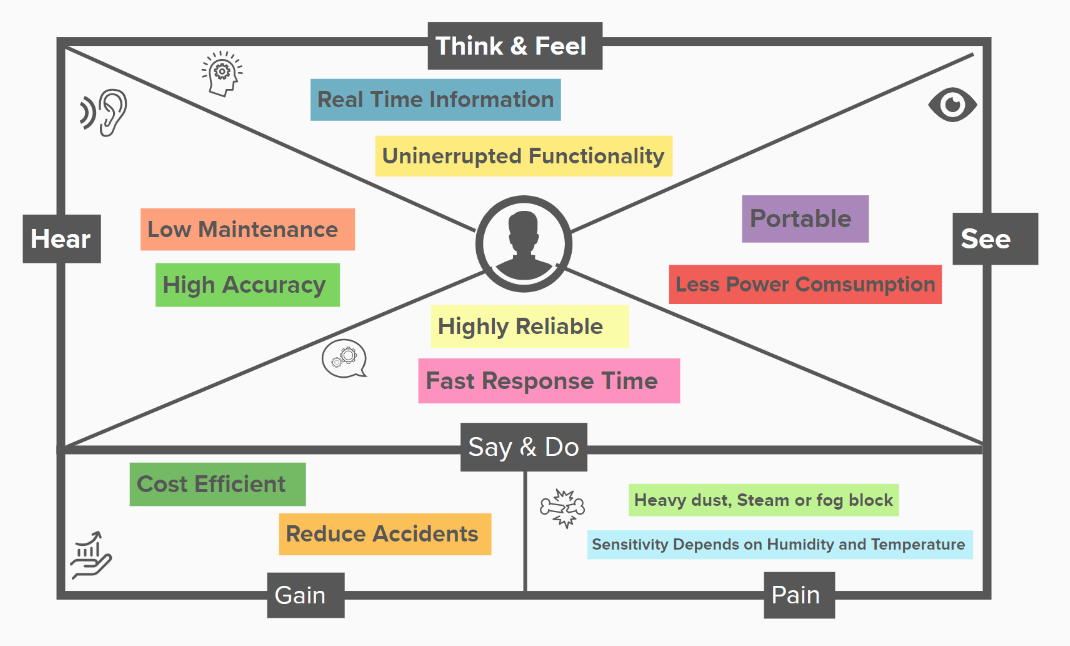 Think & Feel
Real Time Information
Uninerrupted Functionality
Hear
Low Maintenance
High Accuracy
Portable
See
Less Power Comsumption
Highly Reliable
Fast Response Time
Say & Do
Cost Efficient
Reduce Accidents
Gain
Heavy dust, Steam or fog block
Sensitivity Depends on Humidity and Temperature
Pain